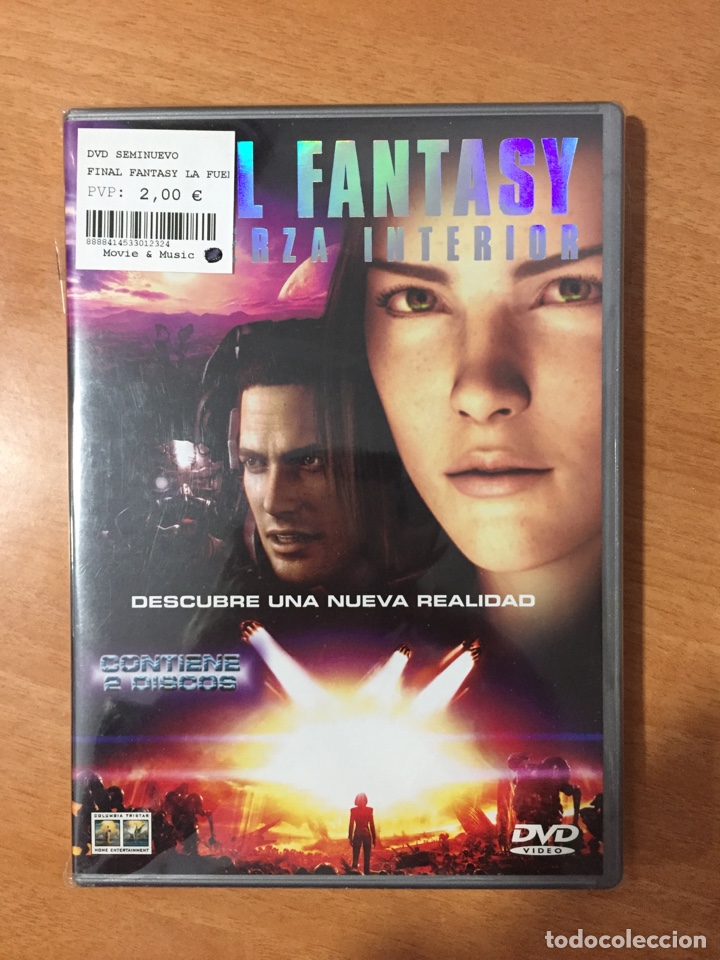 DVD SEMINUEVO
FINAL FANTASY LA FUE
PVP: 2,00 €
8888414533012324
Movie & Music
L FANTASY
RZA INTERIOR
DESCUBRE UNA NUEVA REALIDAD
CONTIENE
2 DISCOS
COLUMBIA TRISTAR
HOME ENTERTAINMENT
DVD
VIDEO
todocoleccion